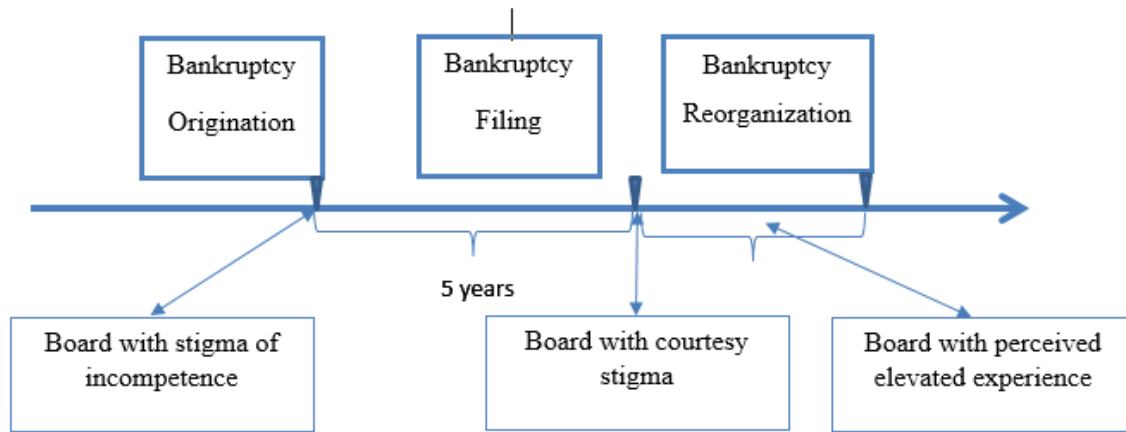 Bankruptcy
Origination
Bankruptcy
Filing
Bankruptcy
Reorganization
5 years
Board with stigma of
incompetence
Board with courtesy
stigma
Board with perceived
elevated experience